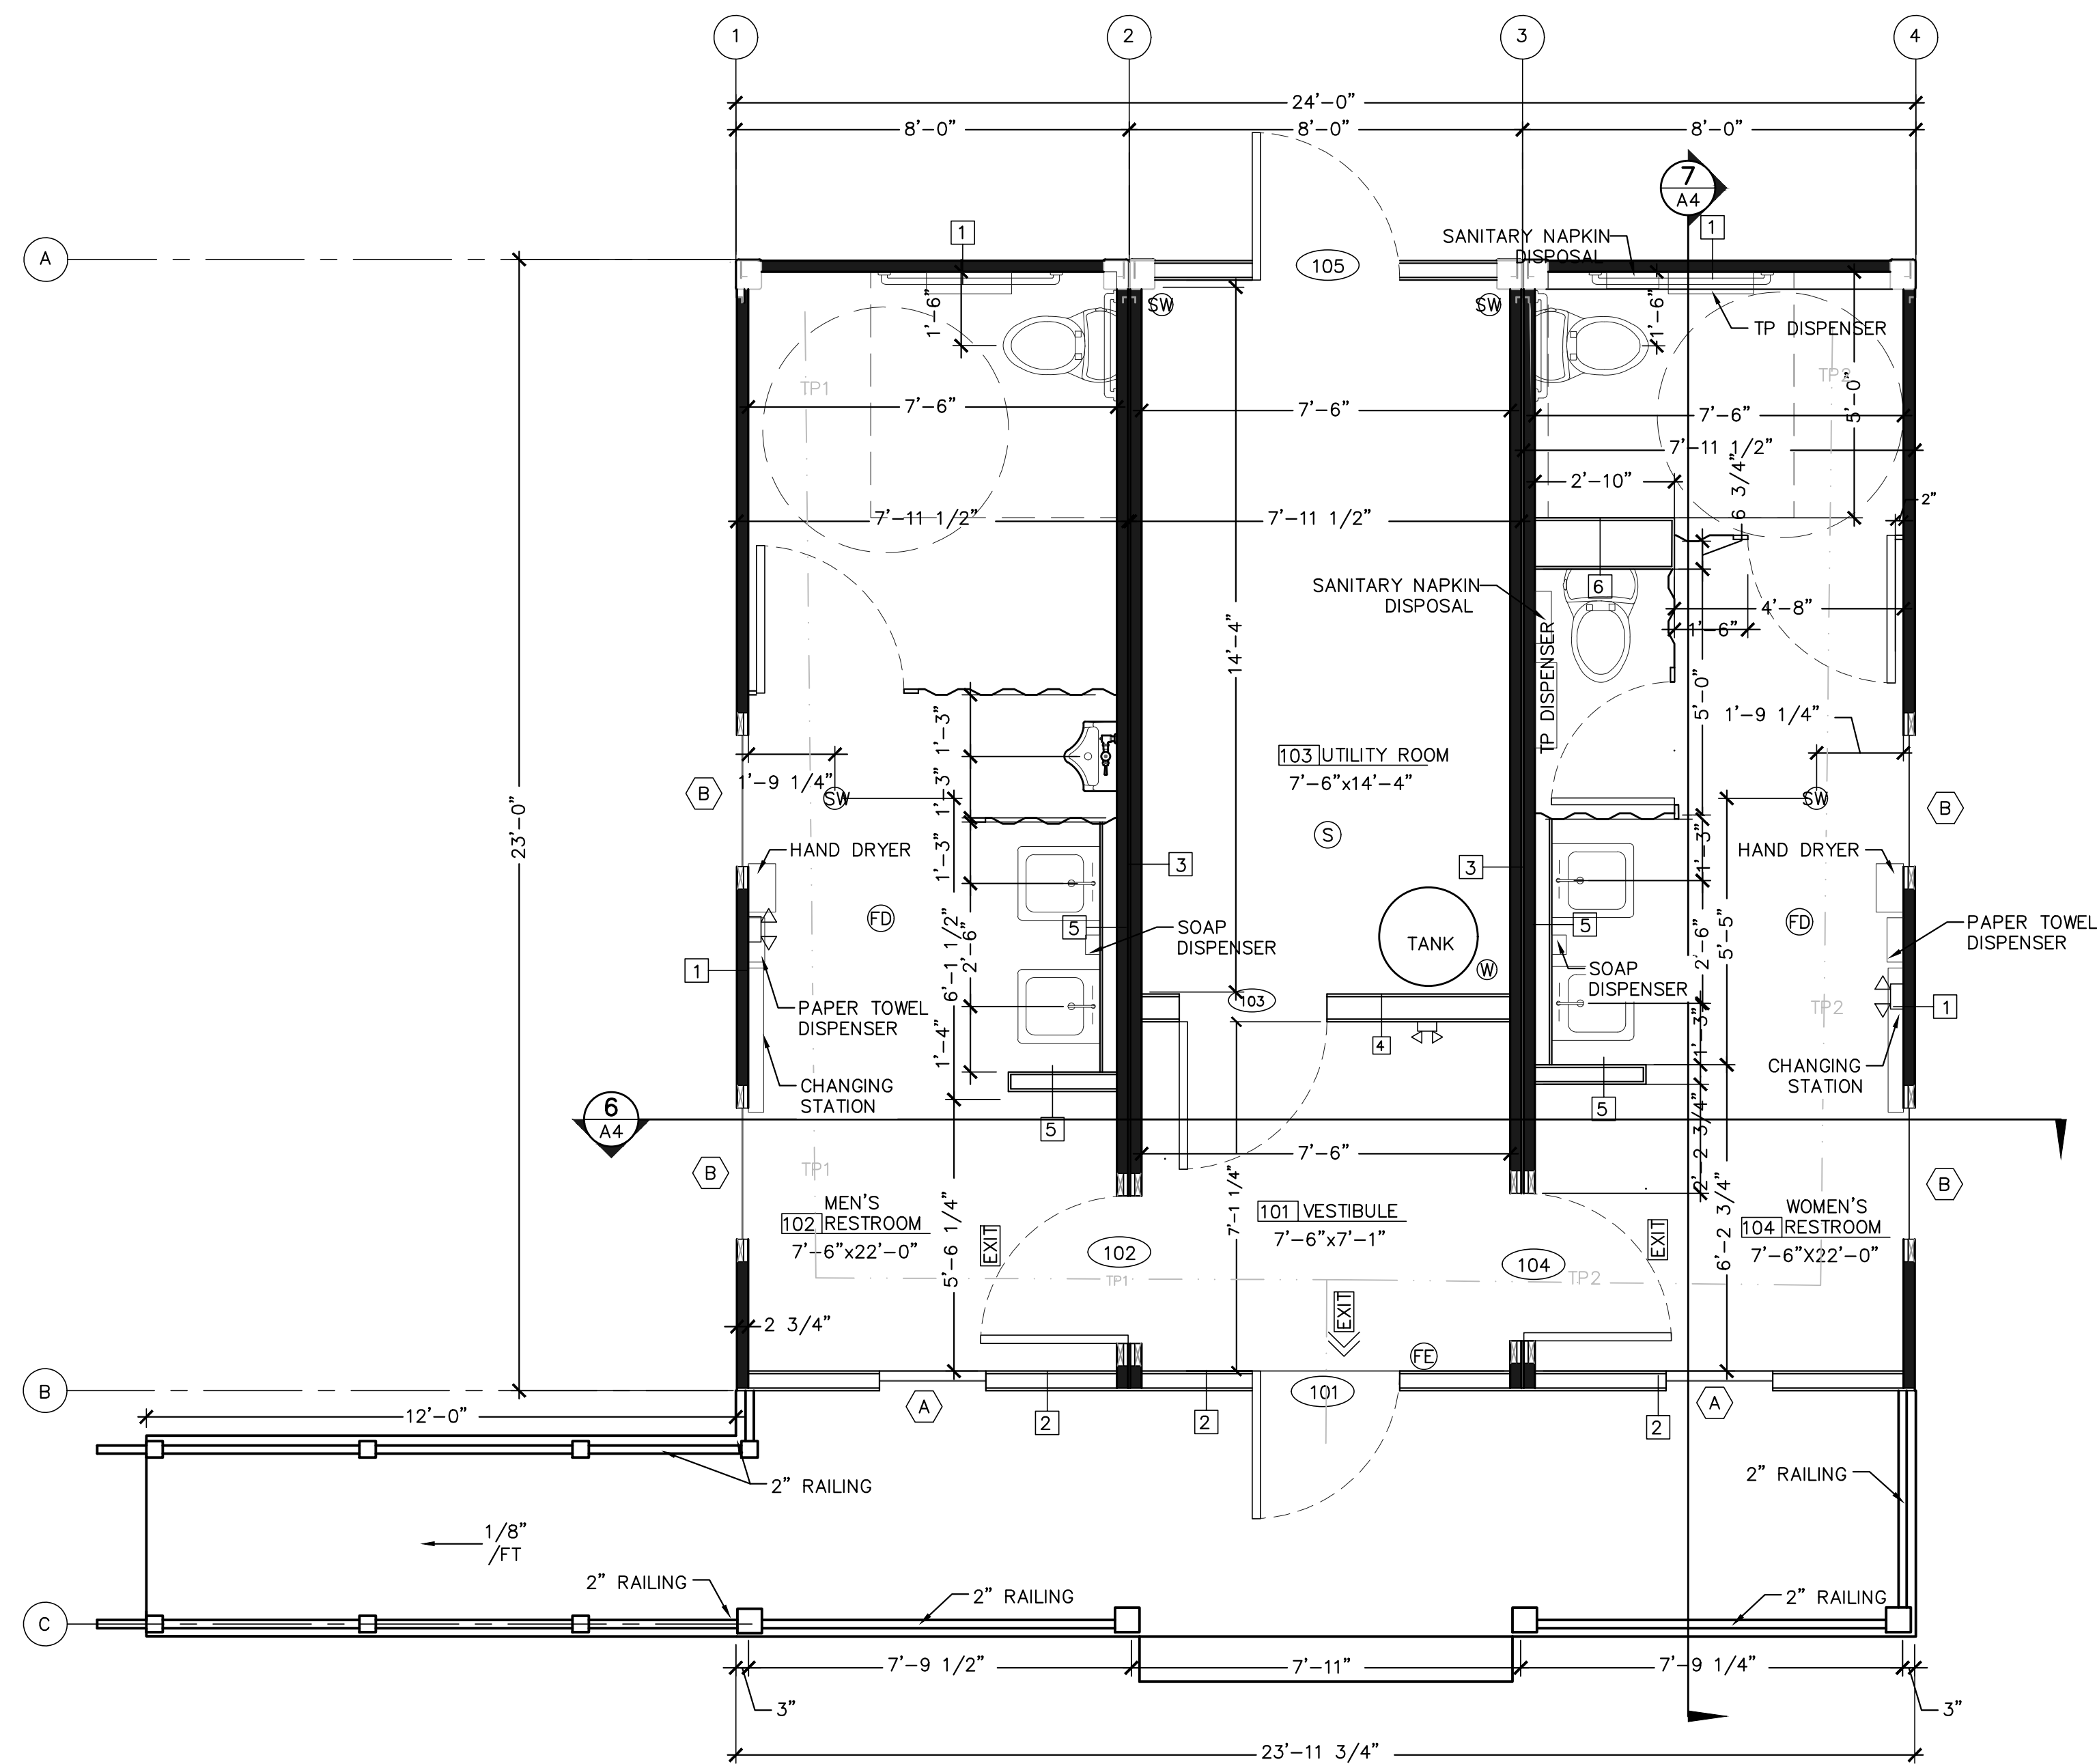 1
2
3
4
24'-0"
8'-0"
8'-0"
8'-0"
7
A4
1
1
SANITARY NAPKIN
DISPOSAL
A
105
1'-6"
SW
SW
1'-6"
TP DISPENSER
TP1
TP2
5'-0"
7'-6"
7'-6"
7'-6"
7'-11 1/2"
2'-10"
6 3/4"
2"
7'-11 1/2"
7'-11 1/2"
SANITARY NAPKIN
DISPOSAL
6
4'-8"
1'-6"
TP DISPENSER
14'-4"
1'-3"
5'-0"
1'-9 1/4"
103 UTILITY ROOM
7'-6"x14'-4"
1'-9 1/4"
1'-3"
SW
SW
B
B
23'-0"
S
HAND DRYER
1'-3"
3
3
1'-3"
HAND DRYER
FD
5
SOAP
DISPENSER
5
FD
PAPER TOWEL
DISPENSER
TANK
2'-6"
6'-1 1/2"
2'-6"
5'-5"
1
W
SOAP
DISPENSER
103
PAPER TOWEL
DISPENSER
TP2
1
1'-4"
4
1'-3"
CHANGING
STATION
CHANGING
STATION
6
A4
5
5
7'-6"
2'-2 3/4"
B
TP1
B
7'-1 1/4"
MEN'S
102 RESTROOM
7'-6"x22'-0"
101 VESTIBULE
7'-6"x7'-1"
WOMEN'S
104 RESTROOM
7'-6"X22'-0"
5'-6 1/4"
EXIT
102
104
EXIT
6'-2 3/4"
TP1
TP2
EXIT
2 3/4"
FE
B
101
A
A
2
2
2
12'-0"
2" RAILING
2" RAILING
1/8"
/FT
2" RAILING
2" RAILING
2" RAILING
C
7'-9 1/2"
7'-11"
7'-9 1/4"
3"
3"
23'-11 3/4"